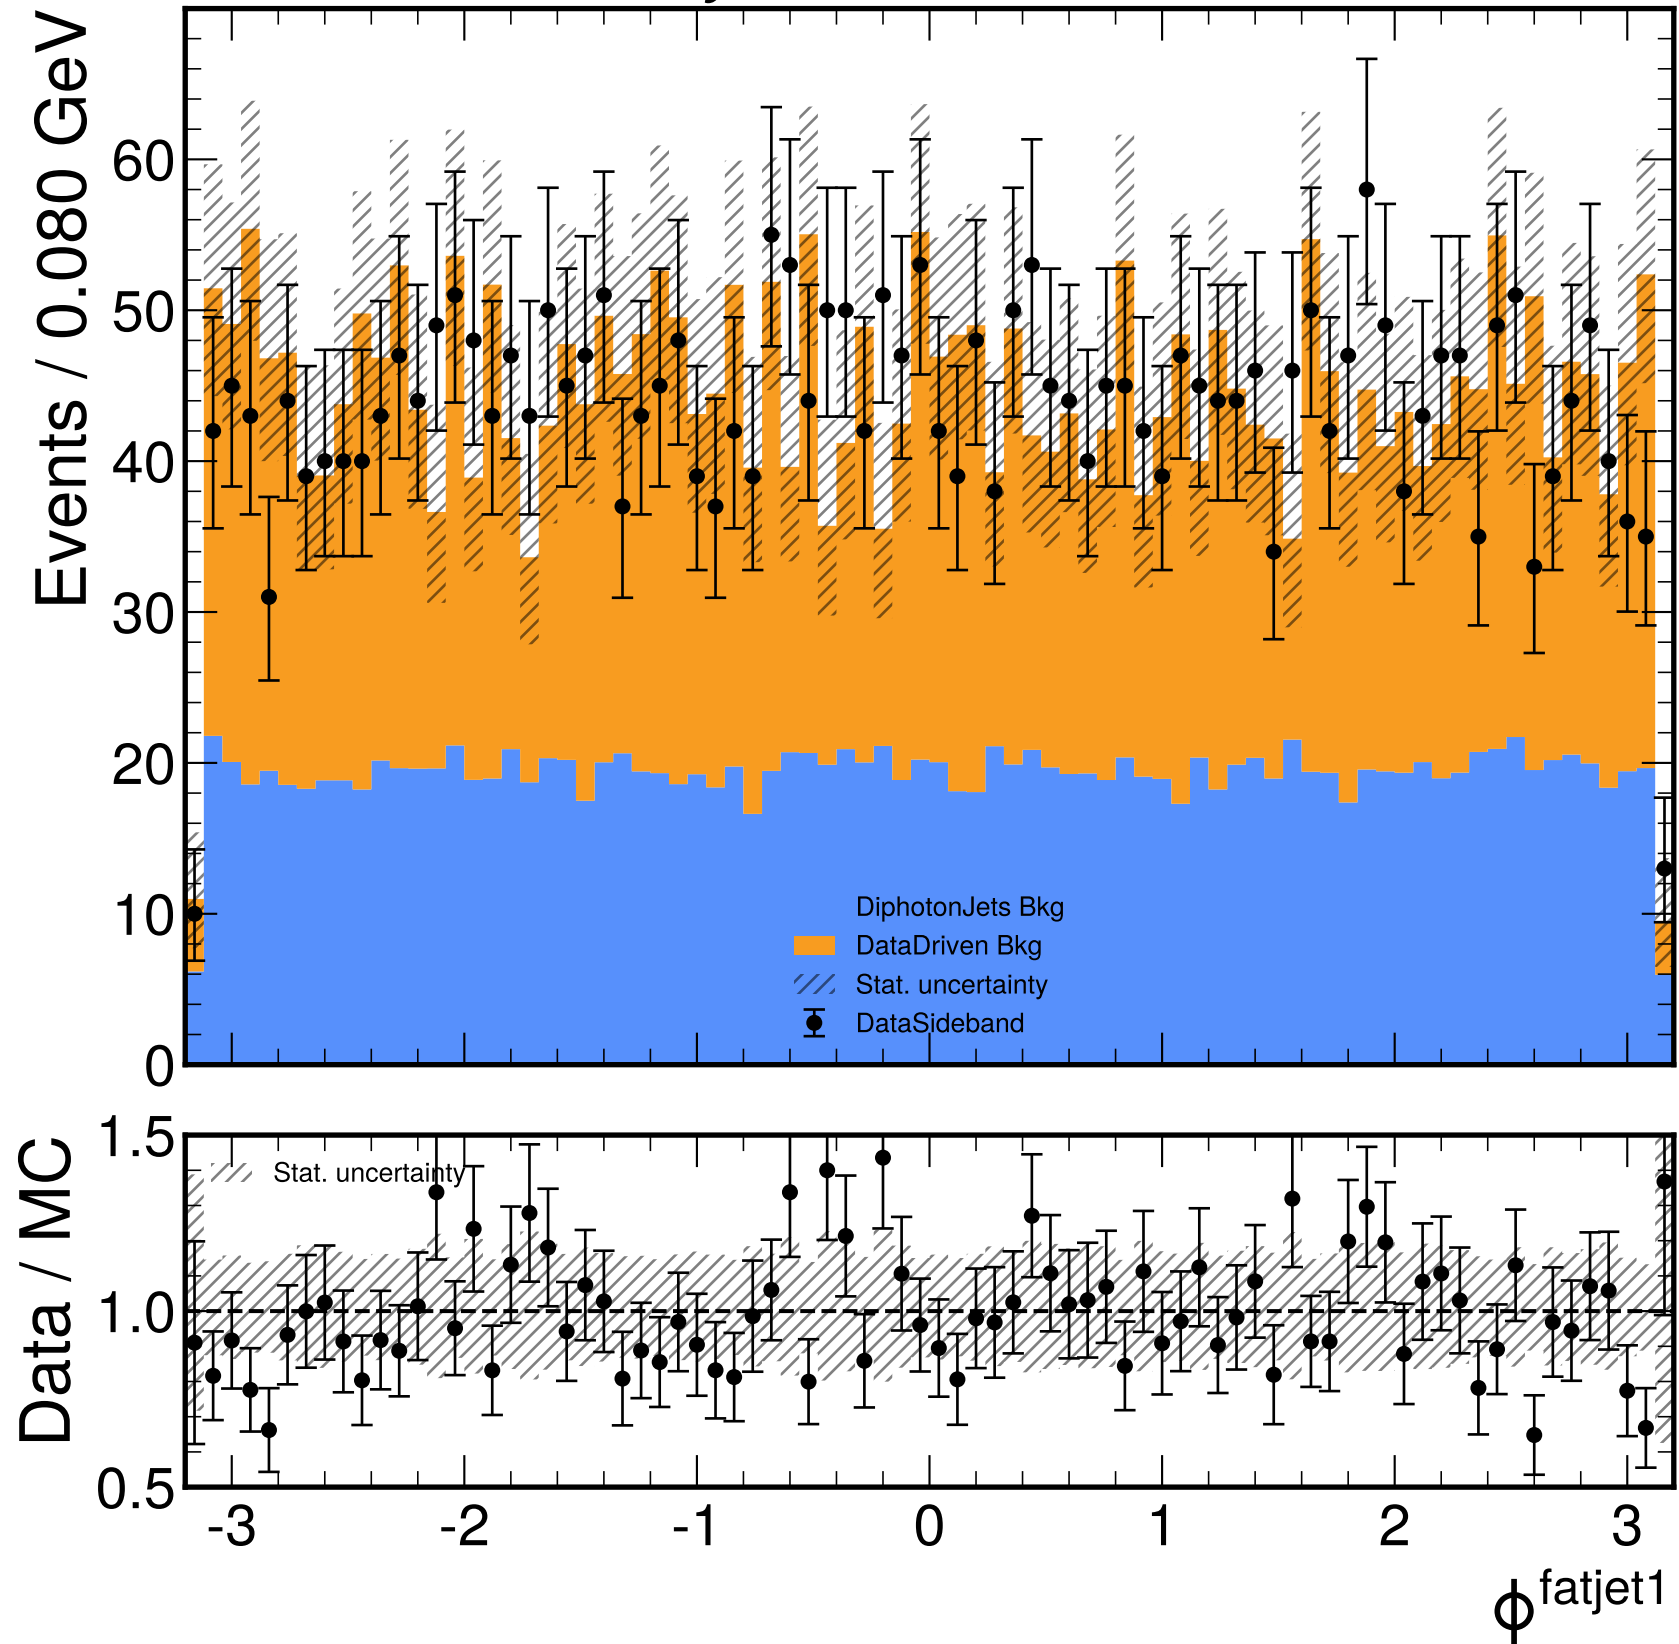 Events / 0.080 GeV
60
50
40
30
20
10
0
DiphotonJets Bkg
DataDriven Bkg
Stat. uncertainty
DataSideband
Data / MC
1.5
1.0
0.5
Stat. uncertainty
-3 -2 -1 0 1 2 3
ϕ^fatjet1